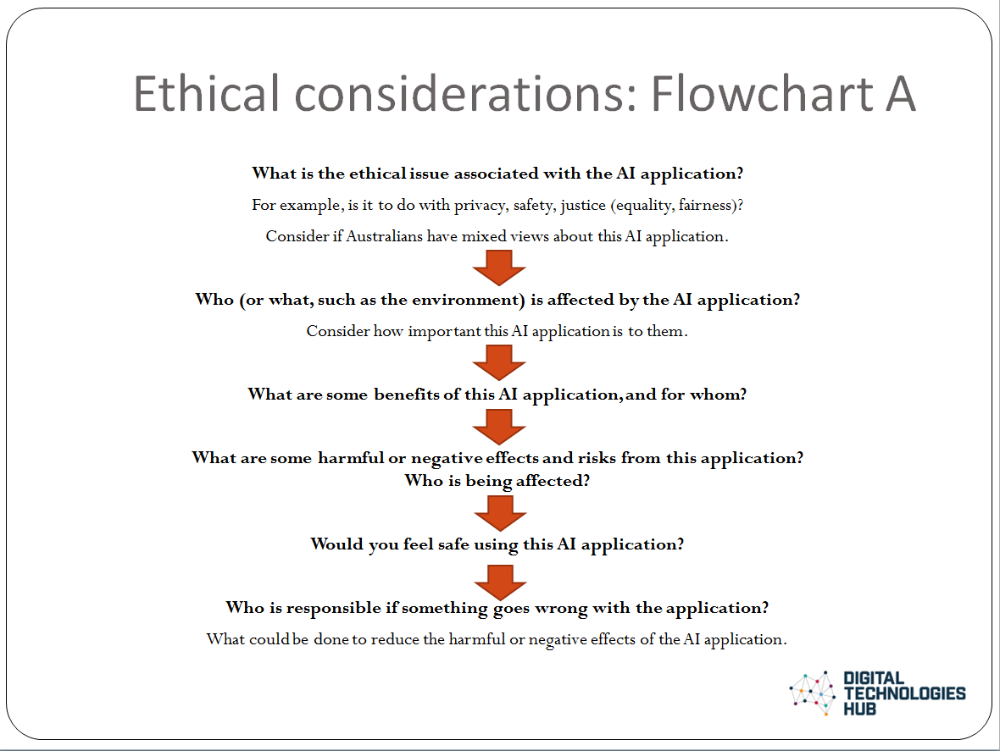 Ethical considerations: Flowchart A
What is the ethical issue associated with the AI application?
For example, is it to do with privacy, safety, justice (equality, fairness)?
Consider if Australians have mixed views about this AI application.
Who (or what, such as the environment) is affected by the AI application?
Consider how important this AI application is to them.
What are some benefits of this AI application, and for whom?
What are some harmful or negative effects and risks from this application?
Who is being affected?
Would you feel safe using this AI application?
Who is responsible if something goes wrong with the application?
What could be done to reduce the harmful or negative effects of the AI application.
DIGITAL
TECHNOLOGIES
HUB